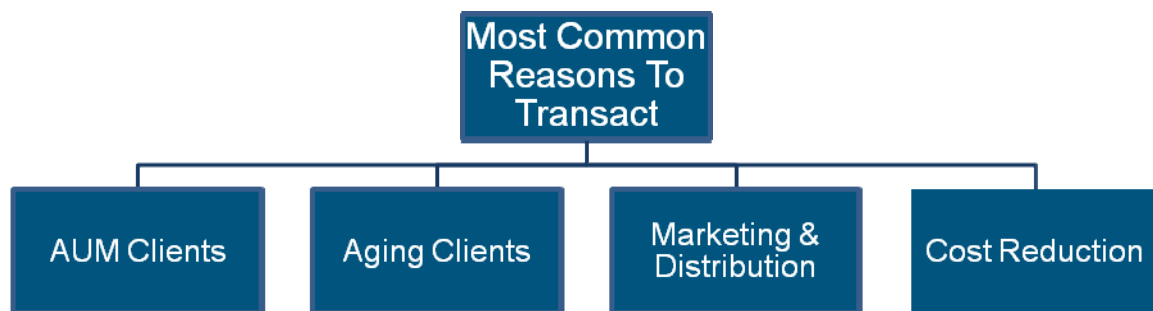 Most Common
Reasons To
Transact
AUM Clients
Aging Clients
Marketing &
Distribution
Cost Reduction